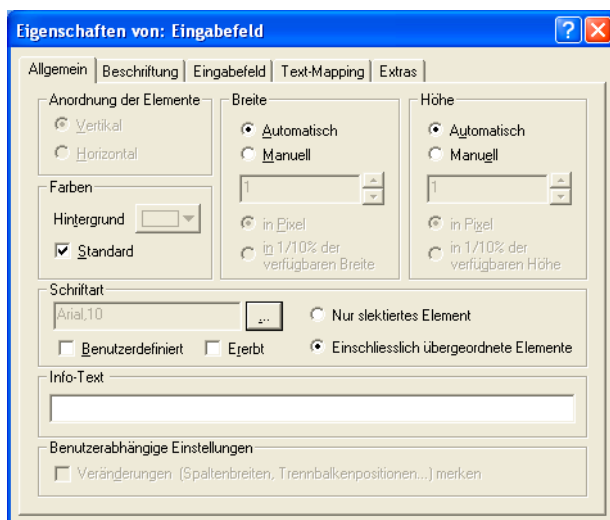 Eigenschaften von: Eingabefeld
Allgemein Beschriftung Eingabefeld Text-Mapping Extras
Anordnung der Elemente
Vertikal
Horizontal
Farben
Hintergrund
Standard
Breite
Automatisch
Manuell
1
in Pixel
in 1/10% der
verfügbaren Breite
Höhe
Automatisch
Manuell
1
in Pixel
in 1/10% der
verfügbaren Höhe
Schriftart
Arial,10 ... Nur slektiertes Element
Benutzerdefiniert Ererbt Einschliesslich übergeordnete Elemente
Info-Text
Benutzerabhängige Einstellungen
Veränderungen (Spaltenbreiten, Trennbalkenpositionen...) merken